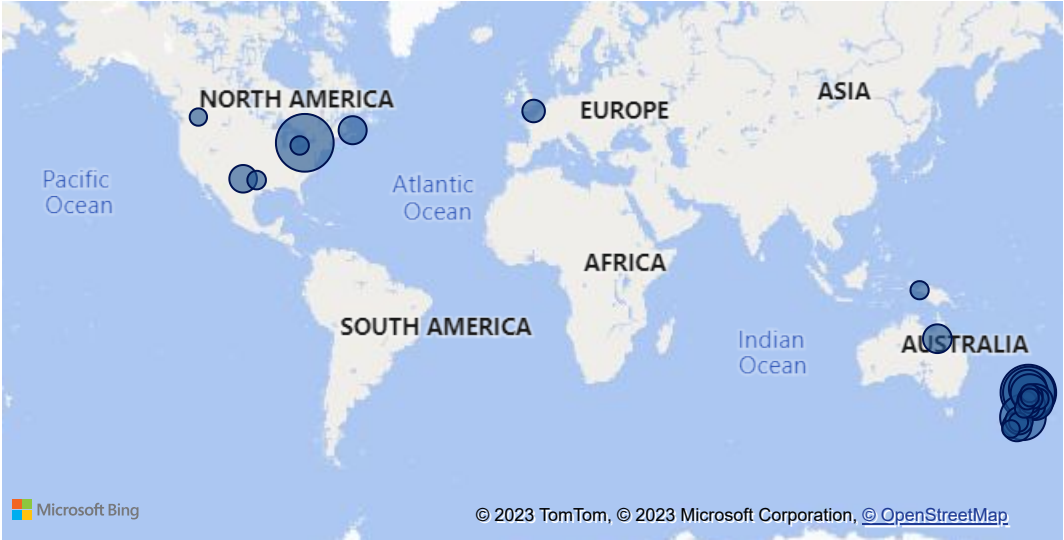 NORTH AMERICA
EUROPE
ASIA
Pacific
Ocean
Atlantic
Ocean
AFRICA
SOUTH AMERICA
Indian
Ocean
AUSTRALIA
Microsoft Bing
© 2023 TomTom, © 2023 Microsoft Corporation, © OpenStreetMap